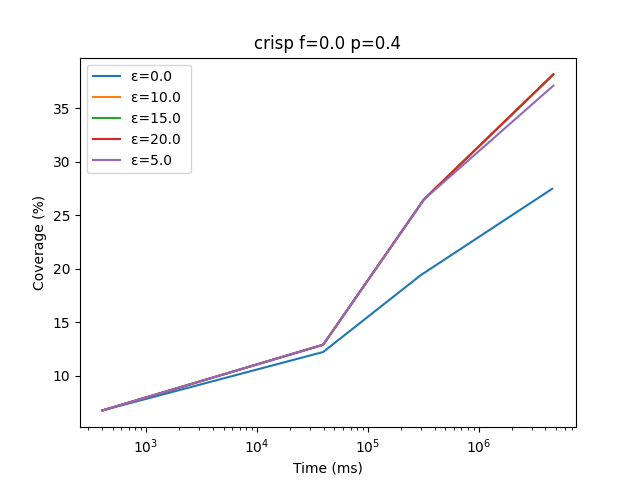 crisp f=0.0 p=0.4
ε=0.0
ε=10.0
ε=15.0
ε=20.0
ε=5.0
35
30
25
20
15
10
Coverage (%)
10³ 10⁴ 10⁵ 10⁶
Time (ms)